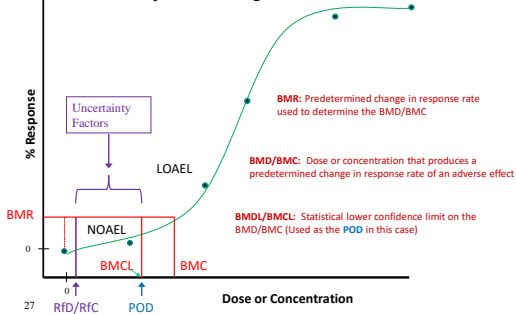 % Response
Uncertainty
Factors
BMR: Predetermined change in response rate
used to determine the BMD/BMC
LOAEL
BMD/BMC: Dose or concentration that produces a
predetermined change in response rate of an adverse effect
BMR
BMDL/BMCL: Statistical lower confidence limit on the
BMD/BMC (Used as the POD in this case)
NOAEL
0
BMCL
BMC
0
Dose or Concentration
27
RfD/RfC
POD